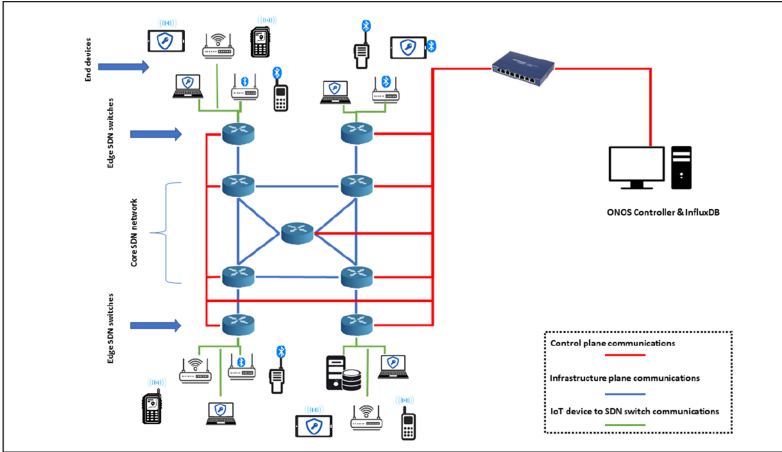 End devices
Edge SDN switches
Core SDN network
Edge SDN switches
ONOS Controller & InfluxDB
Control plane communications
Infrastructure plane communications
IoT device to SDN switch communications